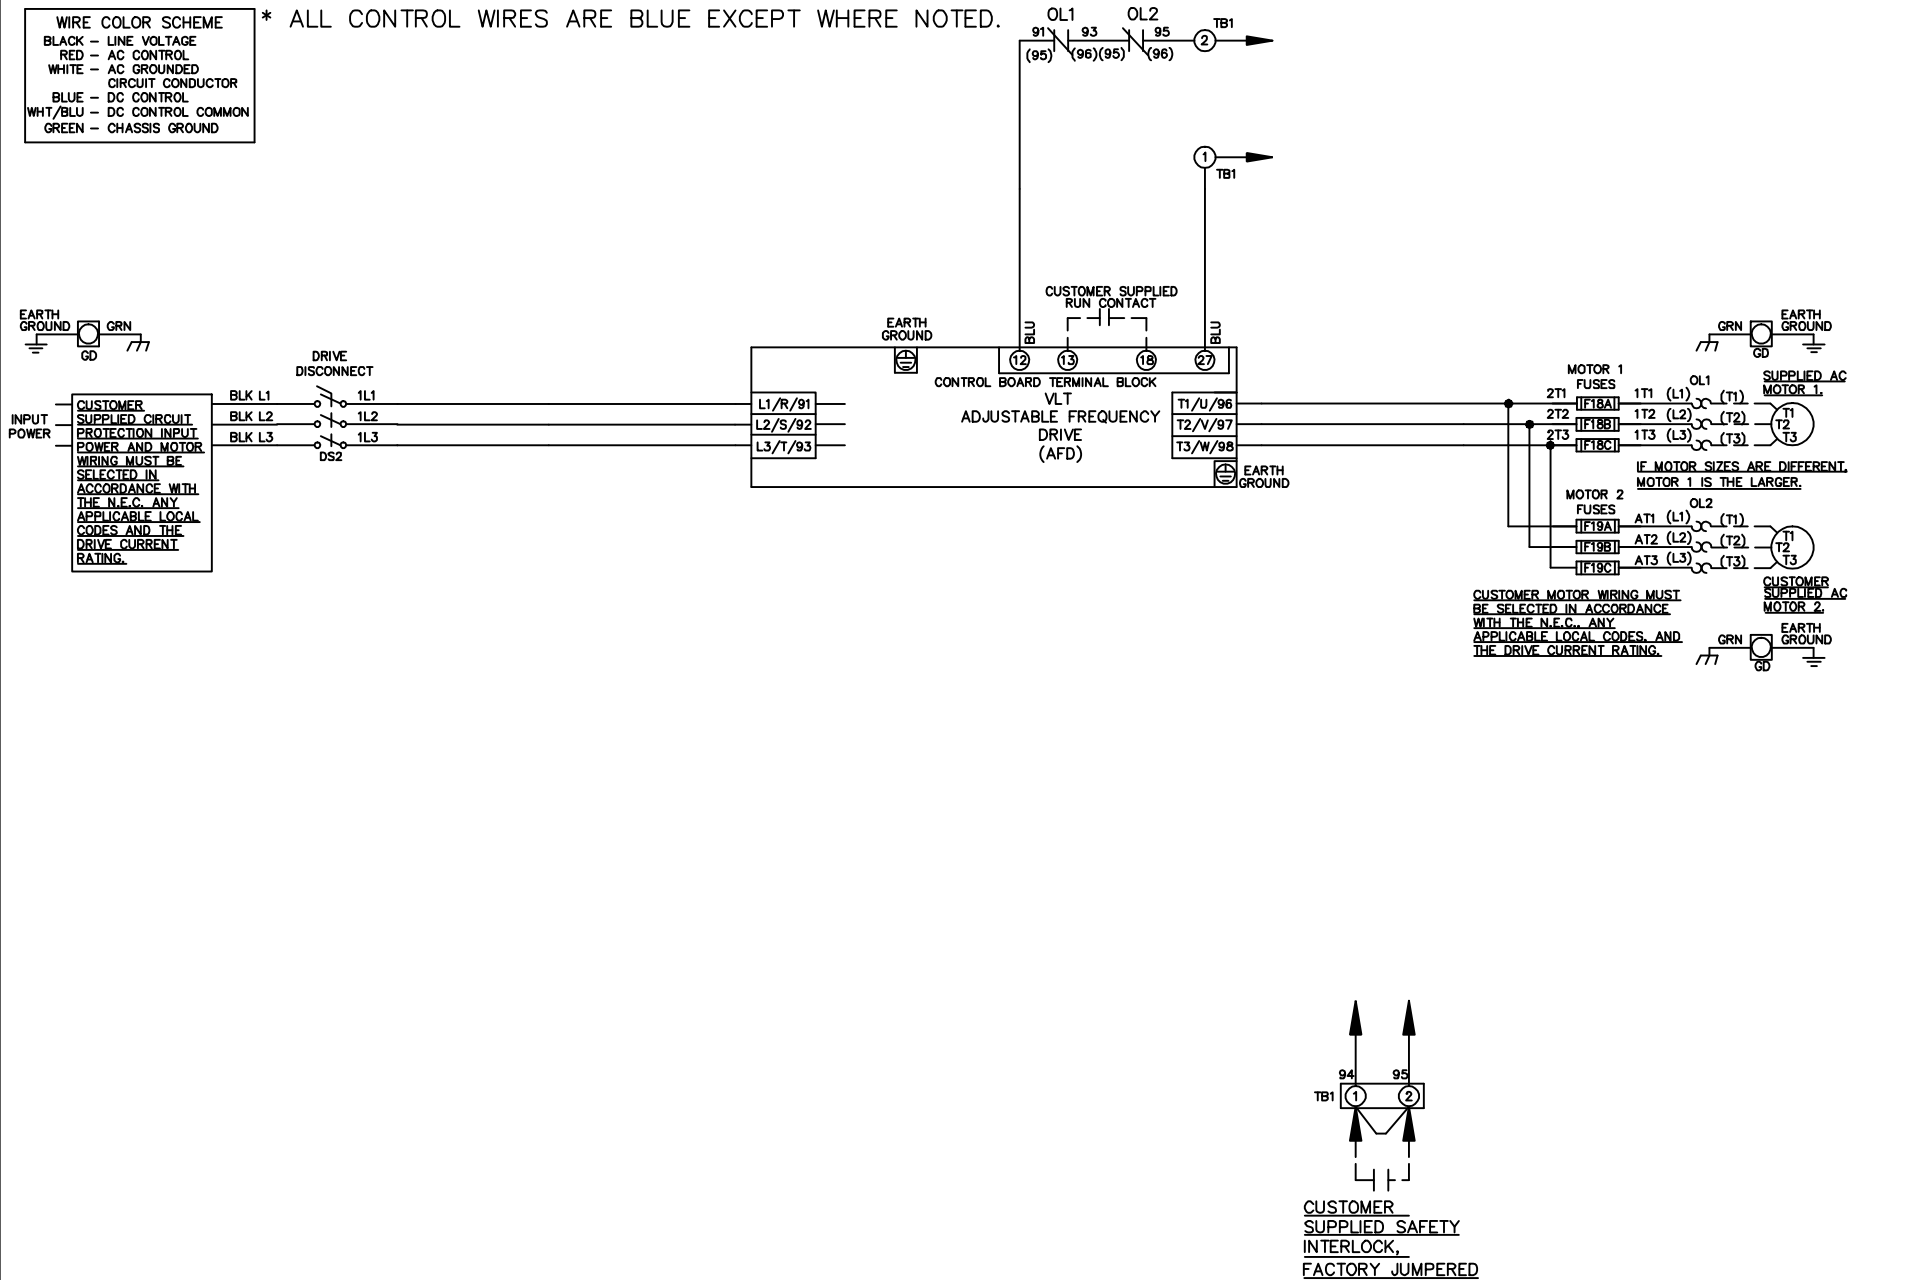 WIRE COLOR SCHEME
BLACK – LINE VOLTAGE
RED – AC CONTROL
WHITE – AC GROUNDED
CIRCUIT CONDUCTOR
BLUE – DC CONTROL
WHT/BLU – DC CONTROL COMMON
GREEN – CHASSIS GROUND
* ALL CONTROL WIRES ARE BLUE EXCEPT WHERE NOTED.
OL1 OL2
91 93 95 2 TB1
(95) (96)(95) (96)
1
TB1
CUSTOMER SUPPLIED
RUN CONTACT
BLU BLU
12 13 18 27
CONTROL BOARD TERMINAL BLOCK
EARTH
GROUND GRN
GD
INPUT
POWER
CUSTOMER
SUPPLIED CIRCUIT
PROTECTION INPUT
POWER AND MOTOR
WIRING MUST BE
SELECTED IN
ACCORDANCE WITH
THE N.E.C. ANY
APPLICABLE LOCAL
CODES AND THE
DRIVE CURRENT
RATING.
DRIVE
DISCONNECT
BLK L1 1L1
BLK L2 1L2
BLK L3 1L3
DS2
EARTH
GROUND
L1/R/91
L2/S/92
L3/T/93
VLT
ADJUSTABLE FREQUENCY
DRIVE
(AFD)
T1/U/96
T2/V/97
T3/W/98
EARTH
GROUND
GRN EARTH
GROUND
GD
MOTOR 1
FUSES
OL1
SUPPLIED AC
MOTOR 1.
2T1 F18A 1T1 (L1) (T1) T1
2T2 F18B 1T2 (L2) (T2) T2
2T3 F18C 1T3 (L3) (T3) T3
IF MOTOR SIZES ARE DIFFERENT,
MOTOR 1 IS THE LARGER.
MOTOR 2
FUSES
OL2
F19A AT1 (L1) (T1) T1
F19B AT2 (L2) (T2) T2
F19C AT3 (L3) (T3) T3
CUSTOMER
SUPPLIED AC
MOTOR 2.
CUSTOMER MOTOR WIRING MUST
BE SELECTED IN ACCORDANCE
WITH THE N.E.C., ANY
APPLICABLE LOCAL CODES, AND
THE DRIVE CURRENT RATING.
GRN EARTH
GROUND
GD
94 95
TB1 1 2
CUSTOMER
SUPPLIED SAFETY
INTERLOCK,
FACTORY JUMPERED